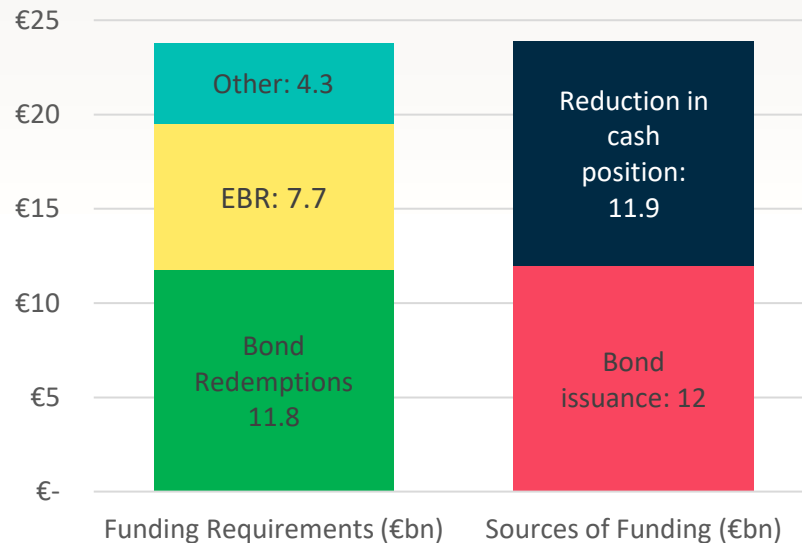 €25
€20
€15
€10
€5
€-
Other: 4.3
EBR: 7.7
Bond
Redemptions
11.8
Reduction in
cash
position:
11.9
Bond
issuance: 12
Funding Requirements (€bn)
Sources of Funding (€bn)